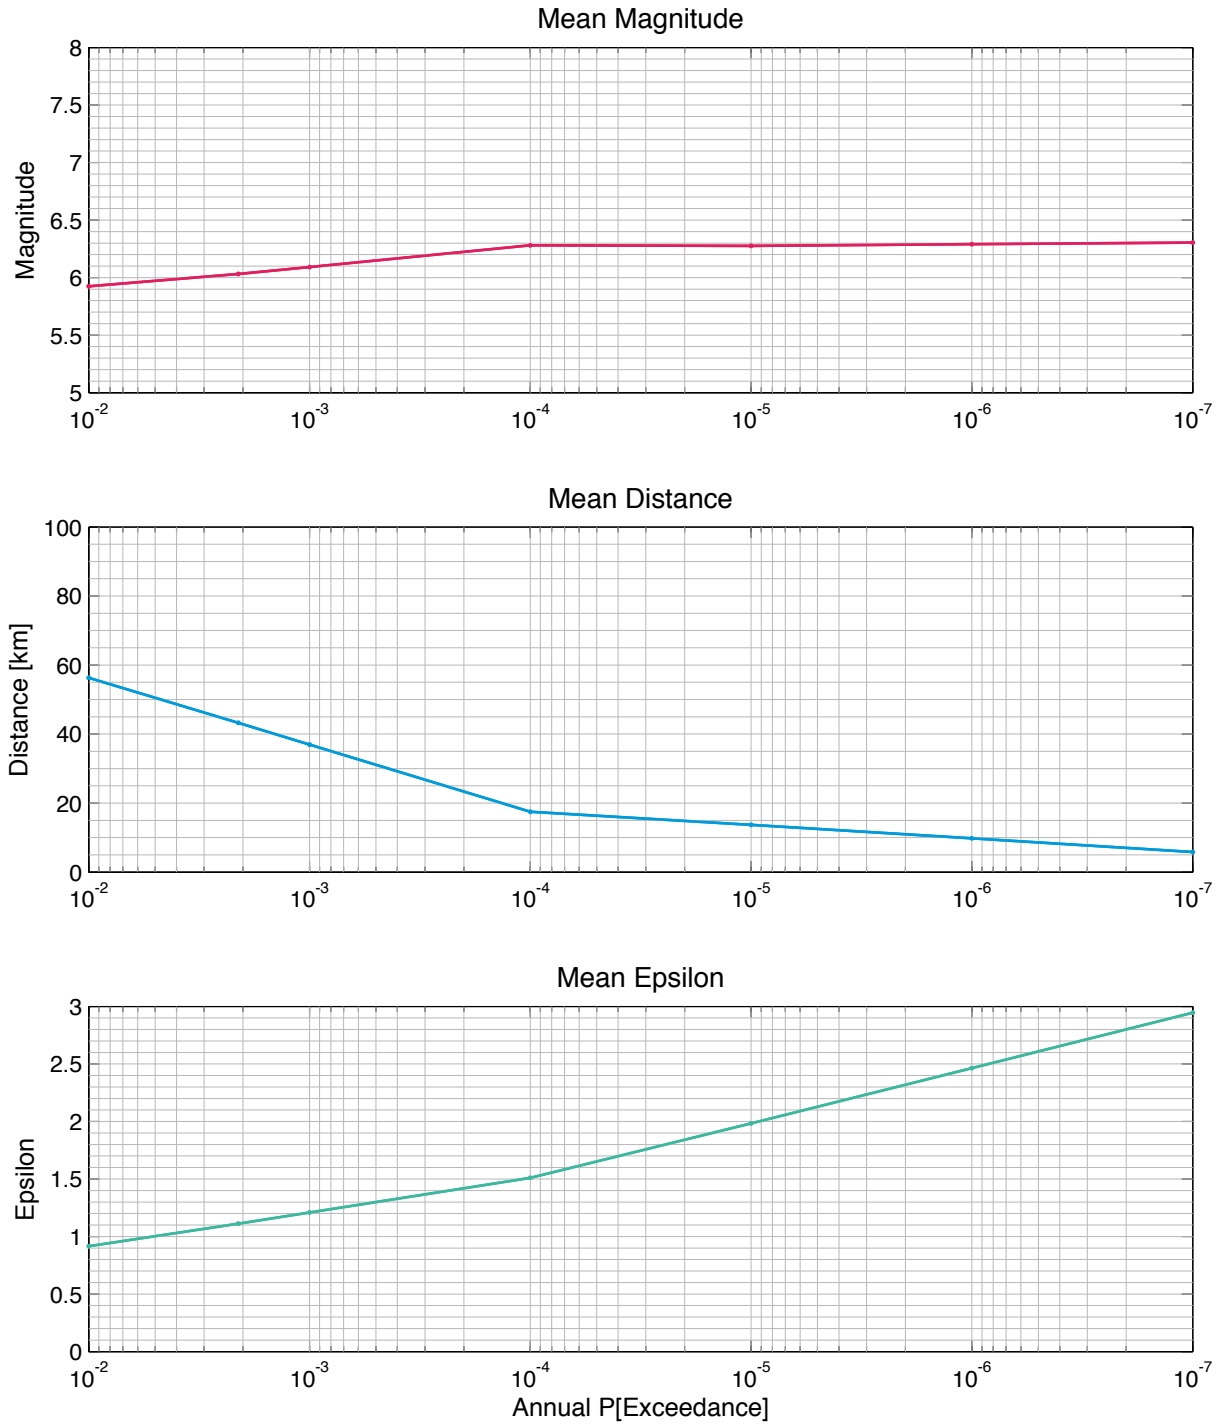 Mean Magnitude
Magnitude
8
7.5
7
6.5
6
5.5
5
10-2 10-3 10-4 10-5 10-6 10-7
Mean Distance
Distance [km]
100
80
60
40
20
0
10-2 10-3 10-4 10-5 10-6 10-7
Mean Epsilon
Epsilon
3
2.5
2
1.5
1
0.5
0
10-2 10-3 10-4 10-5 10-6 10-7
Annual P[Exceedance]